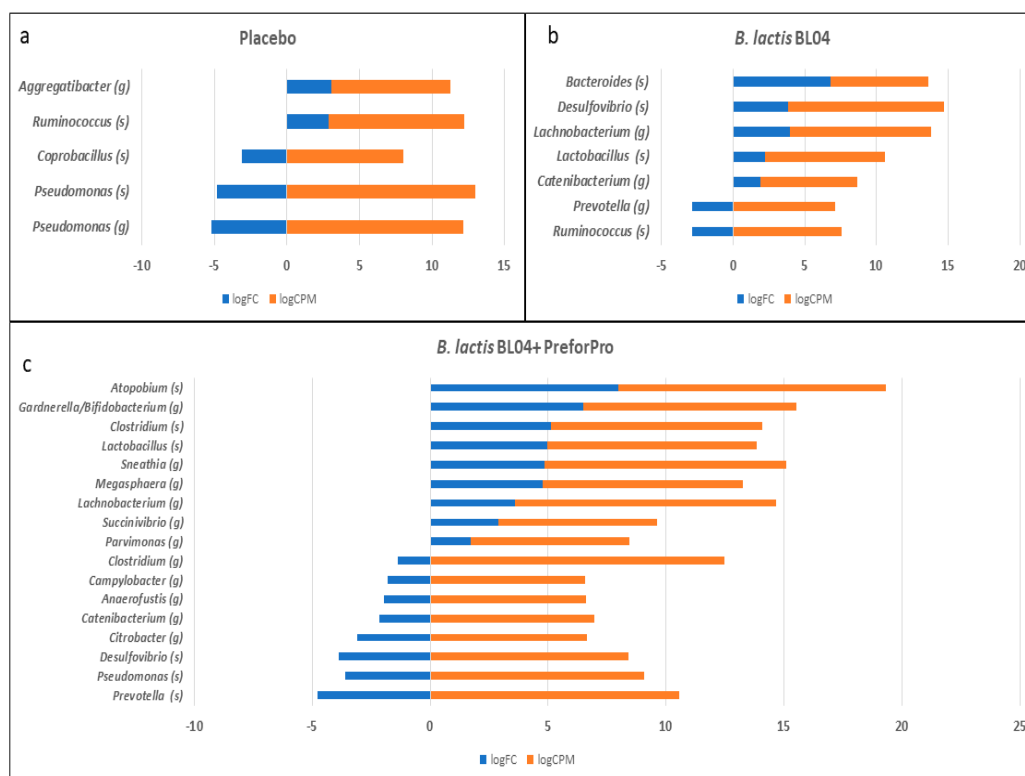 a
Placebo
Aggregatibacter (g)
Ruminococcus (s)
Coprobacillus (s)
Pseudomonas (s)
Pseudomonas (g)
-10 -5 0 5 10 15
logFC logCPM
b
B. lactis BL04
Bacteroides (s)
Desulfovibrio (s)
Lachnobacterium (g)
Lactobacillus (s)
Catenibacterium (g)
Prevotella (g)
Ruminococcus (s)
-5 0 5 10 15 20
logFC logCPM
c
B. lactis BL04+ PreforPro
Atopobium (s)
Gardnerella/Bifidobacterium (g)
Clostridium (s)
Lactobacillus (s)
Sneathia (g)
Megasphaera (g)
Lachnobacterium (g)
Succinivibrio (g)
Parvimonas (g)
Clostridium (g)
Campylobacter (g)
Anaerofustis (g)
Catenibacterium (g)
Citrobacter (g)
Desulfovibrio (s)
Pseudomonas (s)
Prevotella (s)
-10 -5 0 5 10 15 20 25
logFC logCPM